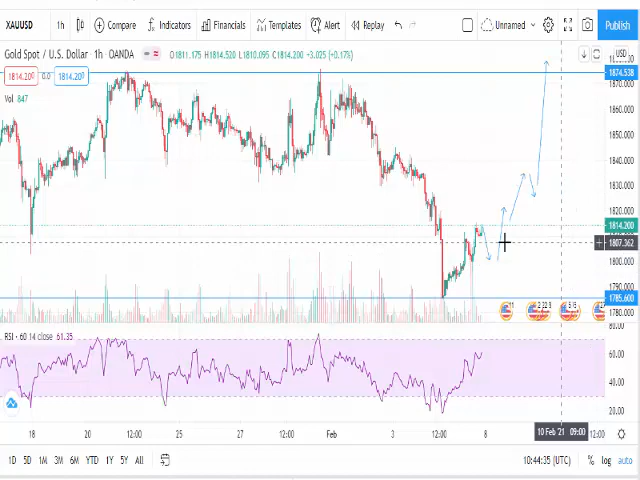 XAUUSD 1h Compare Indicators Financials Templates Alert Replay Unnamed Publish
Gold Spot / U.S. Dollar · 1h · OANDA O1811.175 H1814.520 L1810.095 C1814.200 +3.025 (+0.17%)
USD
1814.200 0.0 1814.200
1874.538
1870.000
Vol 847
1860.000
1850.000
1840.000
1830.000
1820.000
1814.200
1807.362
1800.000
1785.600
1780.000
80.00
RSI · 60 14 close 61.35
60.00
40.00
20.00
18 20 12:00 25 27 12:00 Feb 3 12:00 8 10 Feb '21 09:00 12:00
1D 5D 1M 3M 6M YTD 1Y 5Y All 10:44:35 (UTC) % log auto